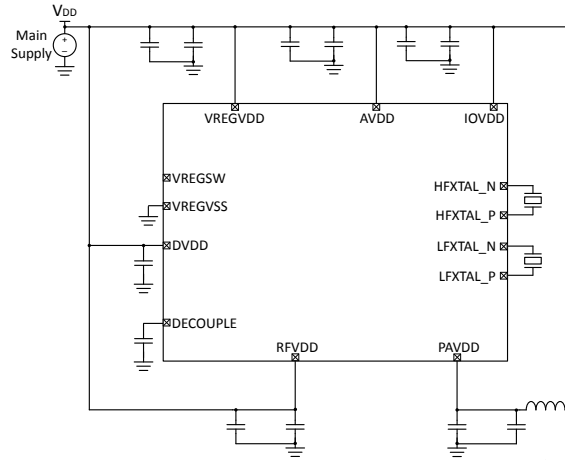 VDD
Main
Supply
+
–
VREGVDD
AVDD
IOVDD
VREGSW
HFXTAL_N
VREGVSS
HFXTAL_P
DVDD
LFXTAL_N
LFXTAL_P
DECOUPLE
RFVDD
PAVDD